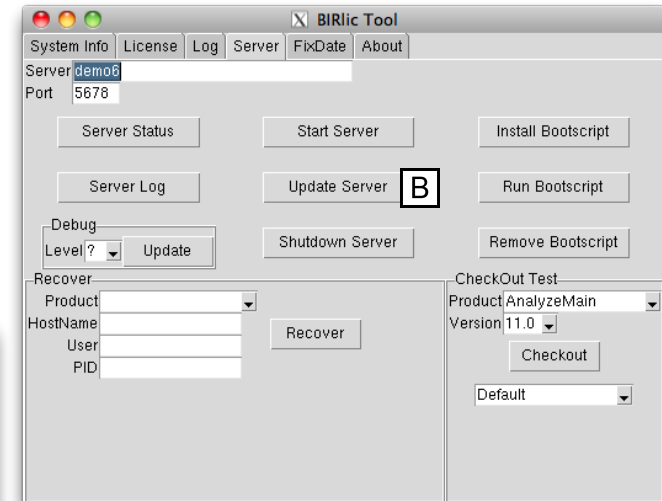 X BIRlic Tool
System Info License Log Server FixDate About
Server demo6
Port 5678
Server Status Start Server Install Bootscript
Server Log Update Server B Run Bootscript
Debug
Level ? Update Shutdown Server Remove Bootscript
Recover
Product
HostName
User
PID
Recover
CheckOut Test
Product AnalyzeMain
Version 11.0
Checkout
Default